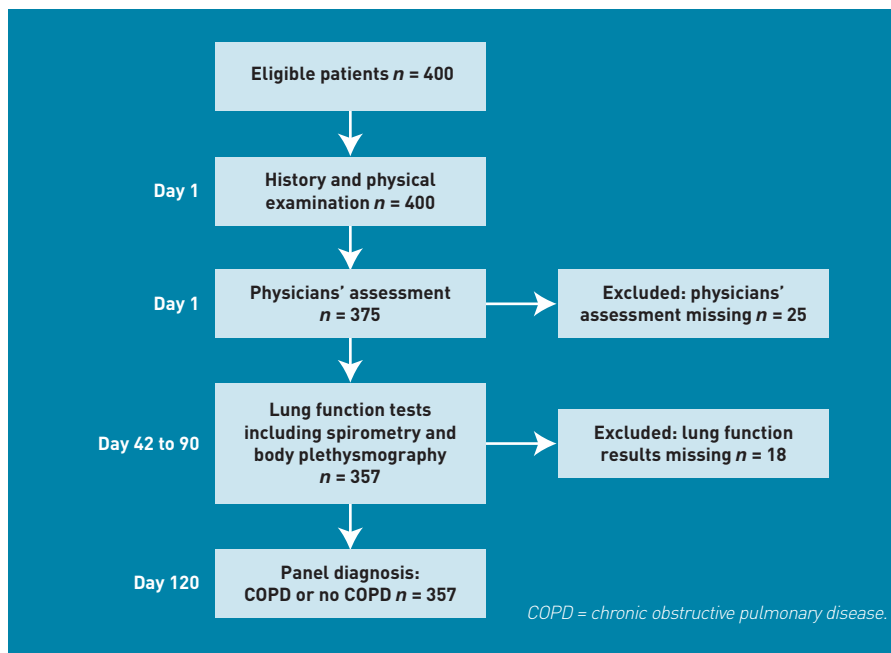 Eligible patients n = 400
Day 1
History and physical
examination n = 400
Day 1
Physicians’ assessment
n = 375
Excluded: physicians’
assessment missing n = 25
Day 42 to 90
Lung function tests
including spirometry and
body plethysmography
n = 357
Excluded: lung function
results missing n = 18
Day 120
Panel diagnosis:
COPD or no COPD n = 357
COPD = chronic obstructive pulmonary disease.